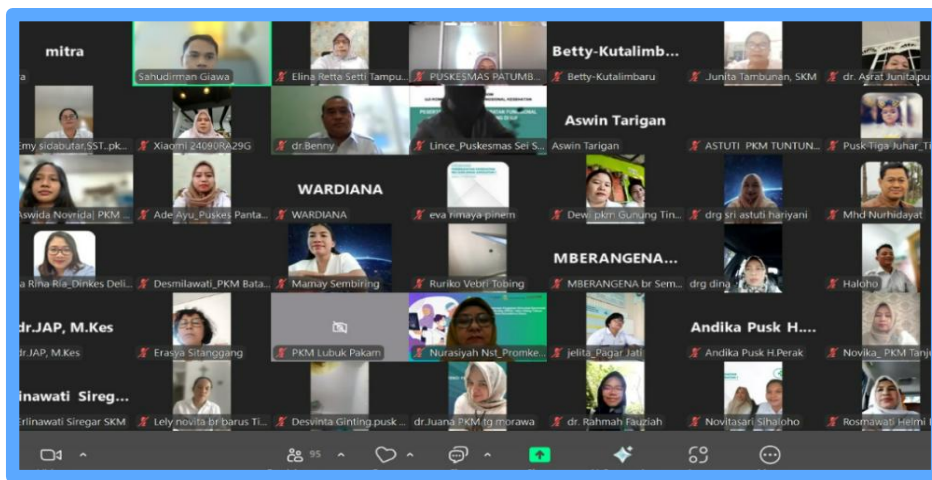 mitra
Betty-Kutalimb...
Sahudirman Giawa
Elina Retta Setti Tampu...
PUSKESMAS PATUMB...
Betty-Kutalimbaru
Junita Tambunan, SKM
dr. Asrat Junita
Aswin Tarigan
sidabutar,SST.,pk...
Xiaomi 24090RA29G
dr.Benny
Lince_Puskesmas Sei S...
Aswin Tarigan
ASTUTI PKM TUNTUN...
Pusk Tiga Juhar_Ti
WARDIANA
Aswida Novrida| PKM ...
Ade Ayu_Puskes Panta...
WARDIANA
eva rimaya pinem
Dewi pkm Gunung Tin...
drg sri astuti hariyani
Mhd Nurhidayat
MBERANGENA...
a Rina Ria_Dinkes Deli...
Desmilawati_PKM Bata...
Mamay Sembiring
Ruriko Vebri Tobing
MBERANGENA br Sem...
drg dina
Haloho
dr.JAP, M.Kes
Andika Pusk H....
dr.JAP, M.Kes
Erasya Sitanggang
PKM Lubuk Pakam
Nurasiyah Nst_Promke...
jelita_Pagar Jati
Andika Pusk H.Perak
Novika_ PKM Tanj
linawati Sireg...
Erlinawati Siregar SKM
Lely novita br barus Ti...
Desvinta Ginting.pusk ...
dr.Juana PKM.tg morawa
dr. Rahmah Fauziah
Novitasari Sihaloho
Rosmawati Helmi
95